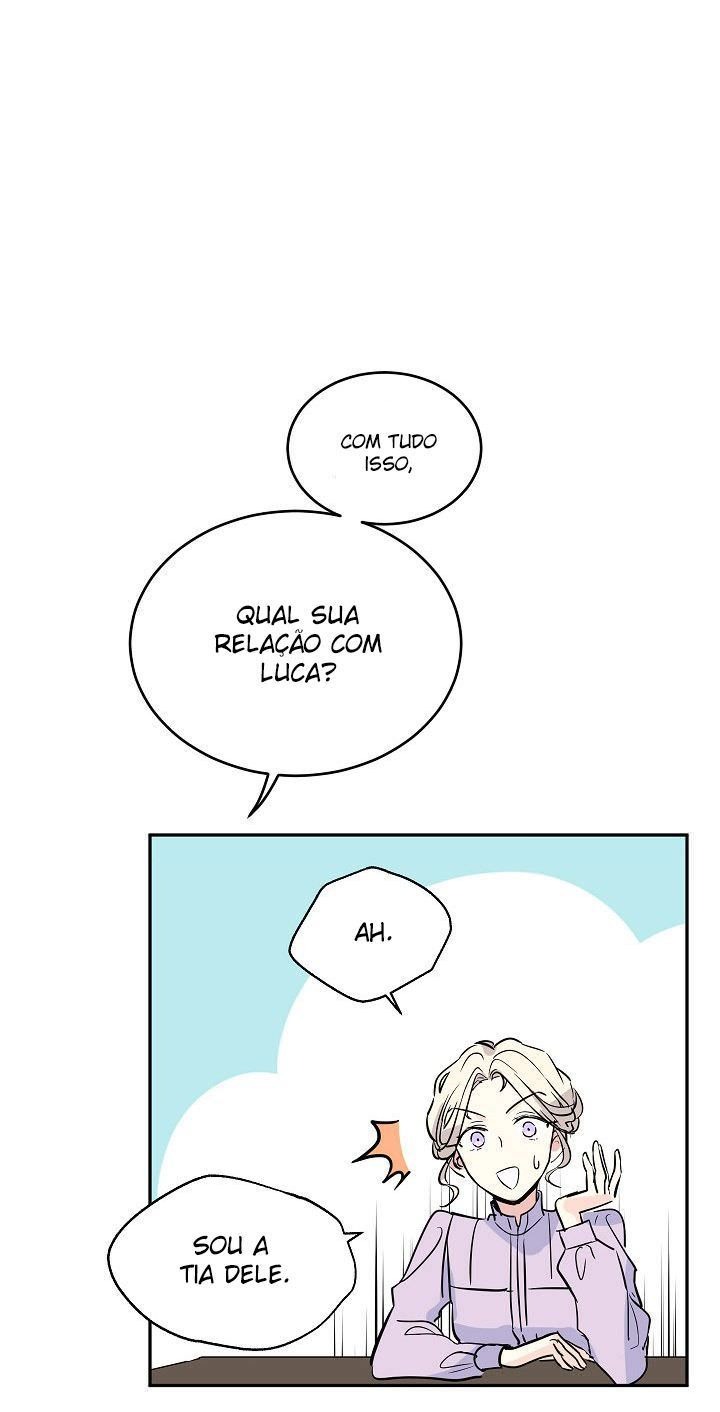 COM TUDO
ISSO,
QUAL SUA
RELAÇÃO COM
LUCA?
AH.
SOU A
TIA DELE.